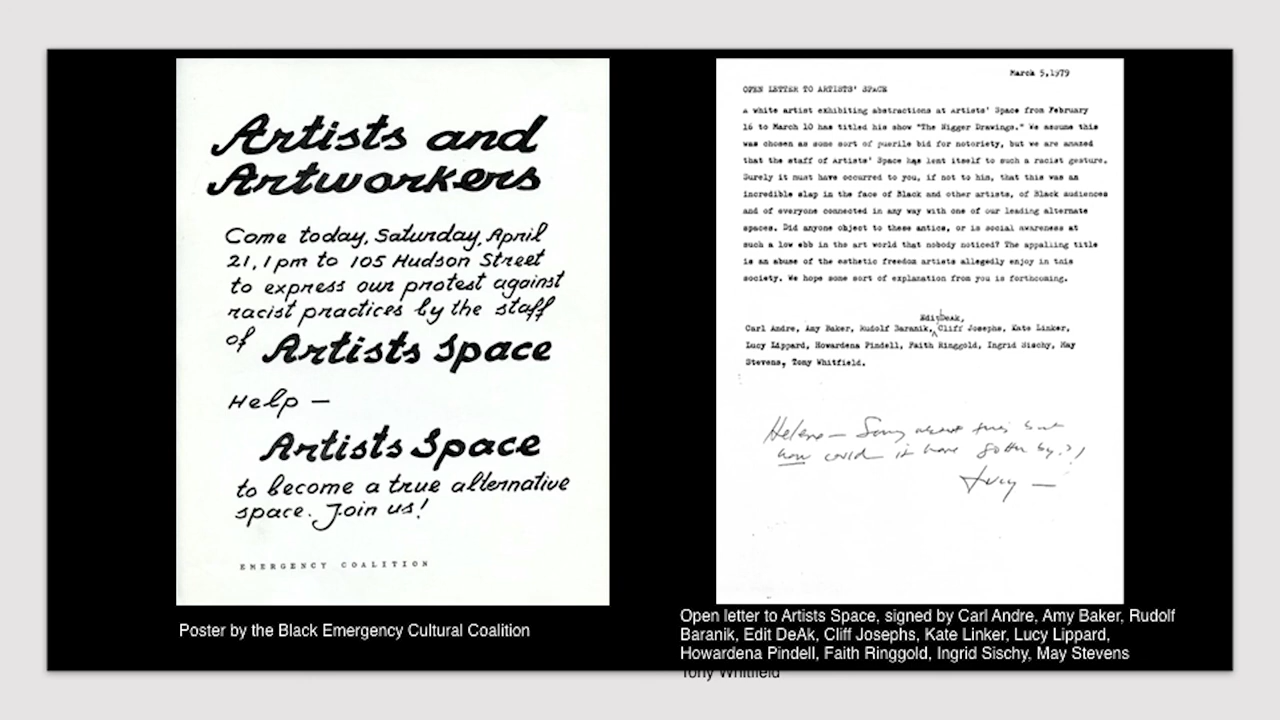 Artists and
Artworkers
Come today, Saturday, April
21, 1 pm to 105 Hudson Street
to express our protest against
racist practices by the staff
of Artists Space
Help —
Artists Space
to become a true alternative
space. Join us!
EMERGENCY COALITION
Poster by the Black Emergency Cultural Coalition
March 5,1979
OPEN LETTER TO ARTISTS' SPACE
A white artist exhibiting abstractions at Artists' Space from February
16 to March 10 has titled his show "The Nigger Drawings." We assume this
was chosen as some sort of puerile bid for notoriety, but we are amazed
that the staff of Artists' Space has lent itself to such a racist gesture.
Surely it must have occurred to you, if not to him, that this was an
incredible slap in the face of Black and other artists, of Black audiences
and of everyone connected in any way with one of our leading alternate
spaces. Did anyone object to these antics, or is social awareness at
such a low ebb in the art world that nobody noticed? The appalling title
is an abuse of the esthetic freedom artists allegedly enjoy in this
society. We hope some sort of explanation from you is forthcoming.
Edit DeAk,
Carl Andre, Amy Baker, Rudolf Baranik, Cliff Josephs, Kate Linker,
Lucy Lippard, Howardena Pindell, Faith Ringgold, Ingrid Sischy, May
Stevens, Tony Whitfield.
Helene — Sorry about this but
how could it have gotten by?!
Lucy —
Open letter to Artists Space, signed by Carl Andre, Amy Baker, Rudolf
Baranik, Edit DeAk, Cliff Josephs, Kate Linker, Lucy Lippard,
Howardena Pindell, Faith Ringgold, Ingrid Sischy, May Stevens
Tony Whitfield